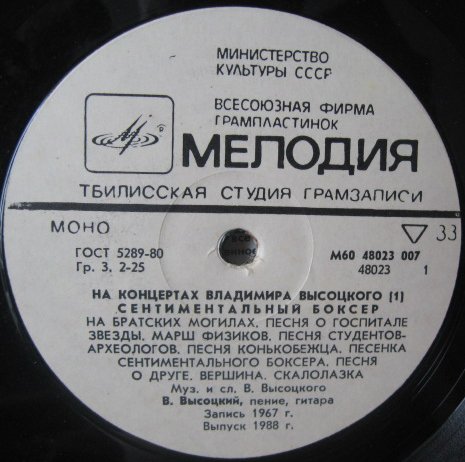 МИНИСТЕРСТВО
КУЛЬТУРЫ СССР
ВСЕСОЮЗНАЯ ФИРМА
ГРАМПЛАСТИНОК
МЕЛОДИЯ
ТБИЛИССКАЯ СТУДИЯ ГРАМЗАПИСИ
МОНО
33
ГОСТ 5289-80
М60 48023 007
Гр. 3. 2-25
48023 1
НА КОНЦЕРТАХ ВЛАДИМИРА ВЫСОЦКОГО (1)
СЕНТИМЕНТАЛЬНЫЙ БОКСЕР
НА БРАТСКИХ МОГИЛАХ, ПЕСНЯ О ГОСПИТАЛЕ
ЗВЕЗДЫ, МАРШ ФИЗИКОВ, ПЕСНЯ СТУДЕНТОВ-
АРХЕОЛОГОВ, ПЕСНЯ КОНЬКОБЕЖЦА, ПЕСЕНКА
СЕНТИМЕНТАЛЬНОГО БОКСЕРА, ПЕСНЯ
О ДРУГЕ, ВЕРШИНА, СКАЛОЛАЗКА
Муз. и сл. В. Высоцкого
В. Высоцкий, пение, гитара
Запись 1967 г.
Выпуск 1988 г.